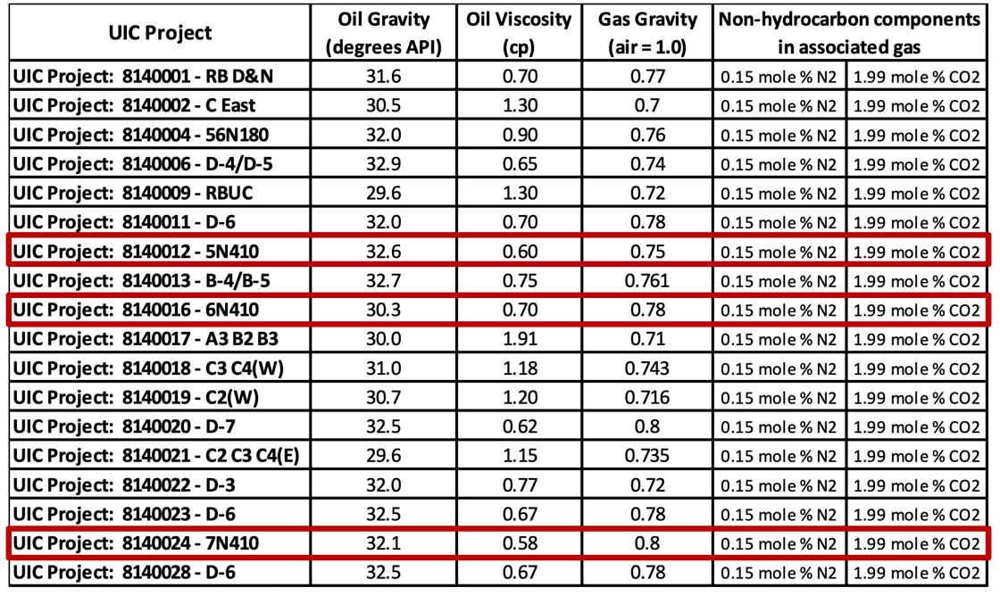 UIC Project Oil Gravity (degrees API) Oil Viscosity (cp) Gas Gravity (air = 1.0) Non-hydrocarbon components in associated gas
UIC Project: 8140001 - RB D&N 31.6 0.70 0.77 0.15 mole % N2 1.99 mole % CO2
UIC Project: 8140002 - C East 30.5 1.30 0.7 0.15 mole % N2 1.99 mole % CO2
UIC Project: 8140004 - 56N180 32.0 0.90 0.76 0.15 mole % N2 1.99 mole % CO2
UIC Project: 8140006 - D-4/D-5 32.9 0.65 0.74 0.15 mole % N2 1.99 mole % CO2
UIC Project: 8140009 - RBUC 29.6 1.30 0.72 0.15 mole % N2 1.99 mole % CO2
UIC Project: 8140011 - D-6 32.0 0.70 0.78 0.15 mole % N2 1.99 mole % CO2
UIC Project: 8140012 - 5N410 32.6 0.60 0.75 0.15 mole % N2 1.99 mole % CO2
UIC Project: 8140013 - B-4/B-5 32.7 0.75 0.761 0.15 mole % N2 1.99 mole % CO2
UIC Project: 8140016 - 6N410 30.3 0.70 0.78 0.15 mole % N2 1.99 mole % CO2
UIC Project: 8140017 - A3 B2 B3 30.0 1.91 0.71 0.15 mole % N2 1.99 mole % CO2
UIC Project: 8140018 - C3 C4(W) 31.0 1.18 0.743 0.15 mole % N2 1.99 mole % CO2
UIC Project: 8140019 - C2(W) 30.7 1.20 0.716 0.15 mole % N2 1.99 mole % CO2
UIC Project: 8140020 - D-7 32.5 0.62 0.8 0.15 mole % N2 1.99 mole % CO2
UIC Project: 8140021 - C2 C3 C4(E) 29.6 1.15 0.735 0.15 mole % N2 1.99 mole % CO2
UIC Project: 8140022 - D-3 32.0 0.77 0.72 0.15 mole % N2 1.99 mole % CO2
UIC Project: 8140023 - D-6 32.5 0.67 0.78 0.15 mole % N2 1.99 mole % CO2
UIC Project: 8140024 - 7N410 32.1 0.58 0.8 0.15 mole % N2 1.99 mole % CO2
UIC Project: 8140028 - D-6 32.5 0.67 0.78 0.15 mole % N2 1.99 mole % CO2